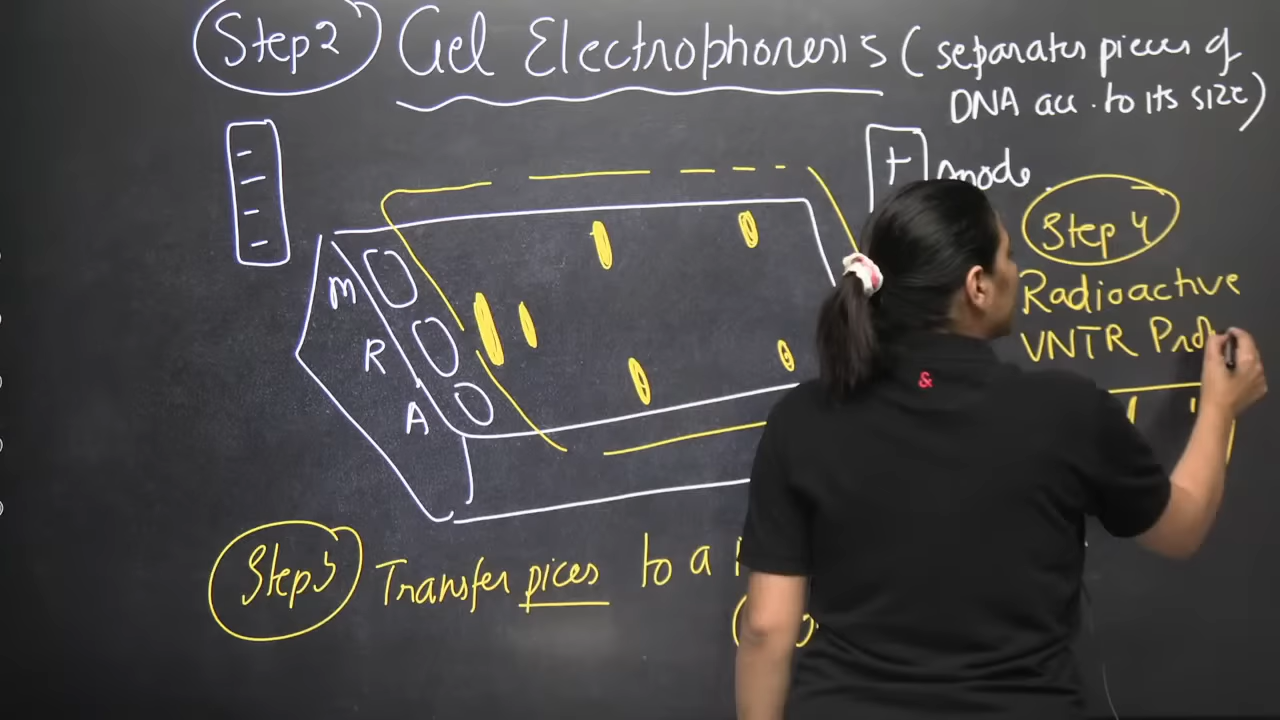 Step 2 Gel Electrophoresis ( separates pieces of
DNA acc. to its size)
+ Anode
Step 4
Radioactive
VNTR
M
R
A
&
Step 3 Transfer pices to a